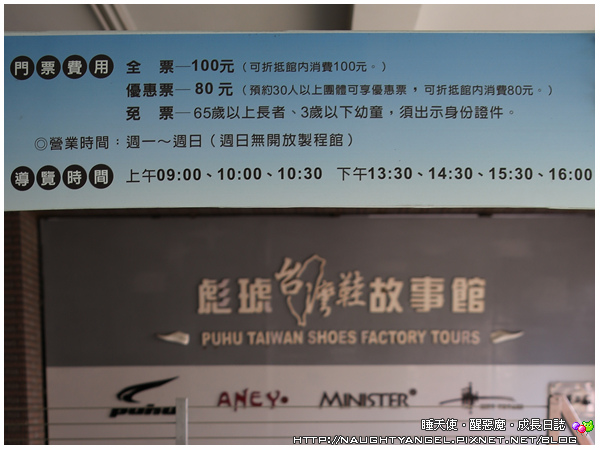 門票費用 全 票—100元（可折抵館內消費100元。）
優惠票—80元（預約30人以上團體可享優惠票，可折抵館內消費80元。）
免 票—65歲以上長者、3歲以下幼童，須出示身份證件。
◎營業時間：週一～週日（週日無開放製程館）
導覽時間 上午09:00、10:00、10:30 下午13:30、14:30、15:30、16:00
彪琥台灣鞋故事館
PUHU TAIWAN SHOES FACTORY TOURS
puhu ANEY MINISTER®
睡天使‧醒惡魔‧成長日誌
HTTP://NAUGHTYANGEL.PIXNET.NET/BLOG